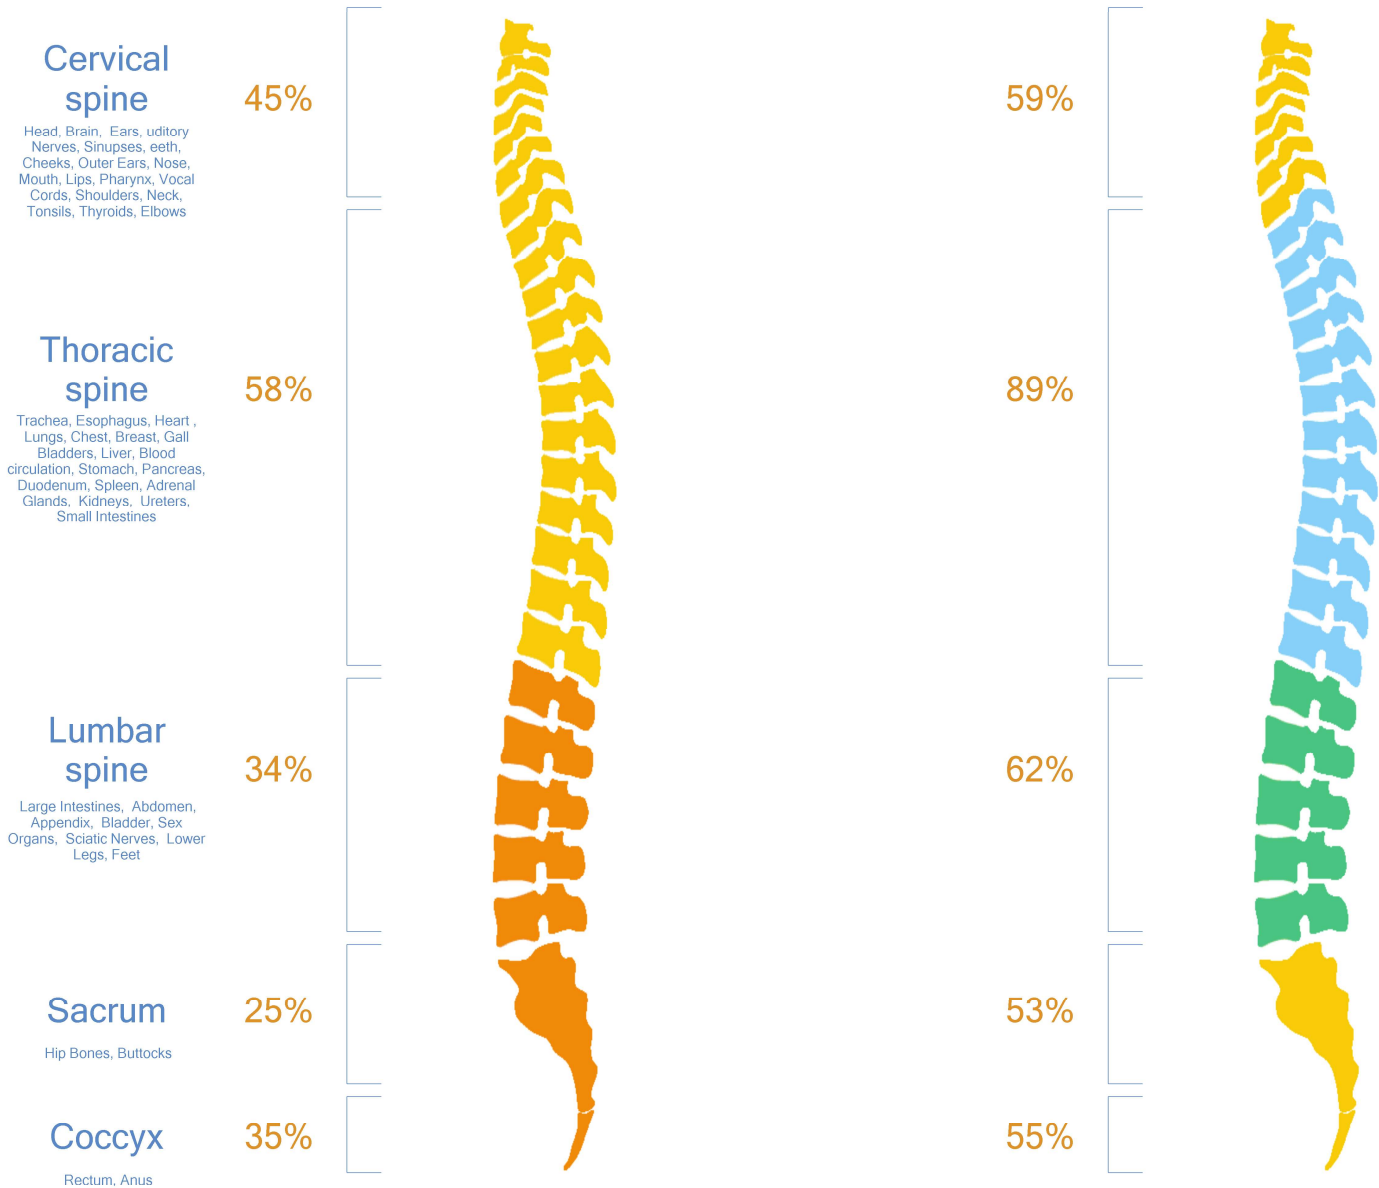 Cervical
spine
45%
59%
Head, Brain, Ears, uditory
Nerves, Sinupses, eeth,
Cheeks, Outer Ears, Nose,
Mouth, Lips, Pharynx, Vocal
Cords, Shoulders, Neck,
Tonsils, Thyroids, Elbows
Thoracic
spine
58%
89%
Trachea, Esophagus, Heart ,
Lungs, Chest, Breast, Gall
Bladders, Liver, Blood
circulation, Stomach, Pancreas,
Duodenum, Spleen, Adrenal
Glands, Kidneys, Ureters,
Small Intestines
Lumbar
spine
34%
62%
Large Intestines, Abdomen,
Appendix, Bladder, Sex
Organs, Sciatic Nerves, Lower
Legs, Feet
Sacrum
25%
53%
Hip Bones, Buttocks
Coccyx
35%
55%
Rectum, Anus